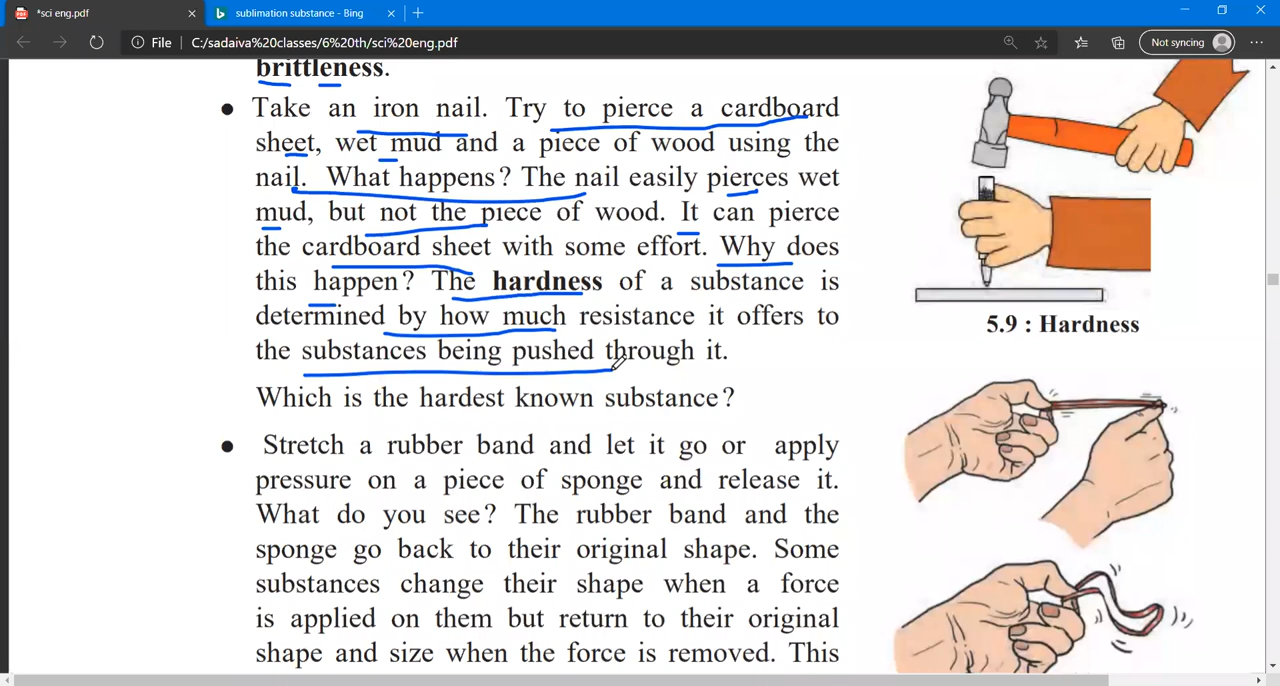 *sci eng.pdf
sublimation substance - Bing
File
C:/sadaiva%20classes/6%20th/sci%20eng.pdf
Not syncing
brittleness.
• Take an iron nail. Try to pierce a cardboard
sheet, wet mud and a piece of wood using the
nail. What happens? The nail easily pierces wet
mud, but not the piece of wood. It can pierce
the cardboard sheet with some effort. Why does
this happen? The hardness of a substance is
determined by how much resistance it offers to
the substances being pushed through it.
Which is the hardest known substance?
• Stretch a rubber band and let it go or apply
pressure on a piece of sponge and release it.
What do you see? The rubber band and the
sponge go back to their original shape. Some
substances change their shape when a force
is applied on them but return to their original
shape and size when the force is removed. This
5.9 : Hardness